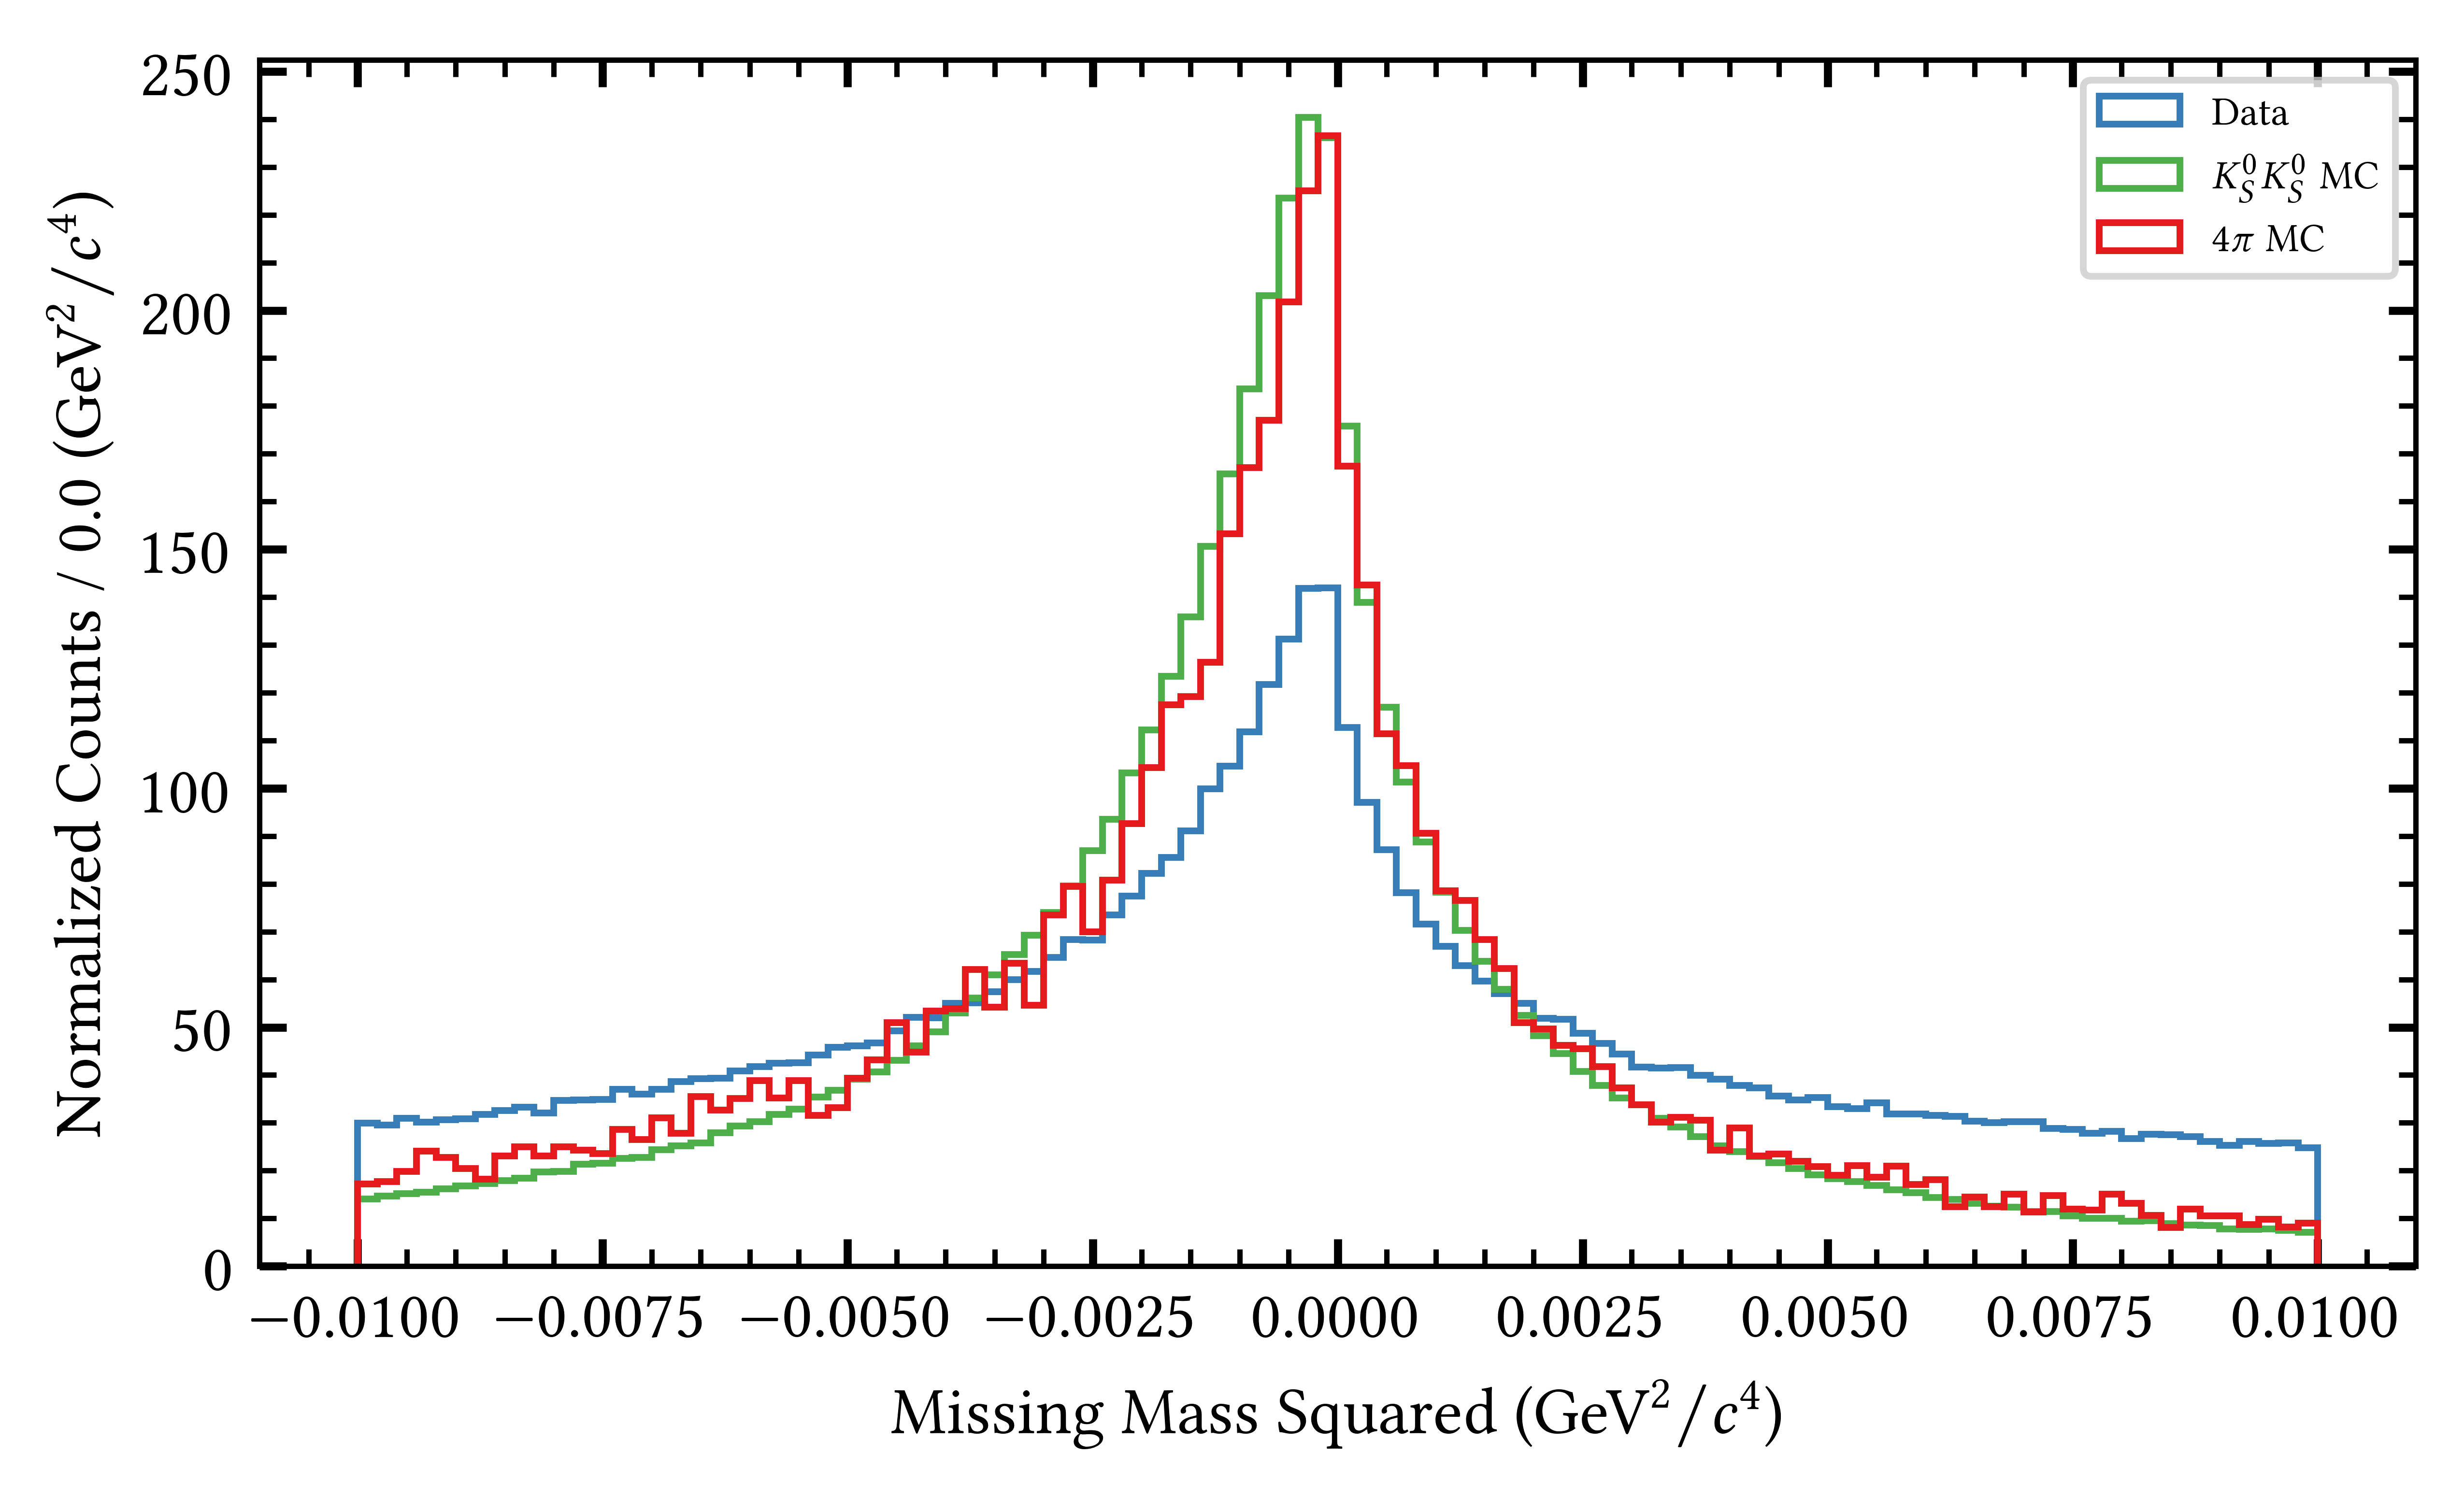 Normalized Counts / 0.0 (GeV²/c⁴)
250
200
150
100
50
0
−0.0100 −0.0075 −0.0050 −0.0025 0.0000 0.0025 0.0050 0.0075 0.0100
Missing Mass Squared (GeV²/c⁴)
Data
K⁰_S K⁰_S MC
4π MC